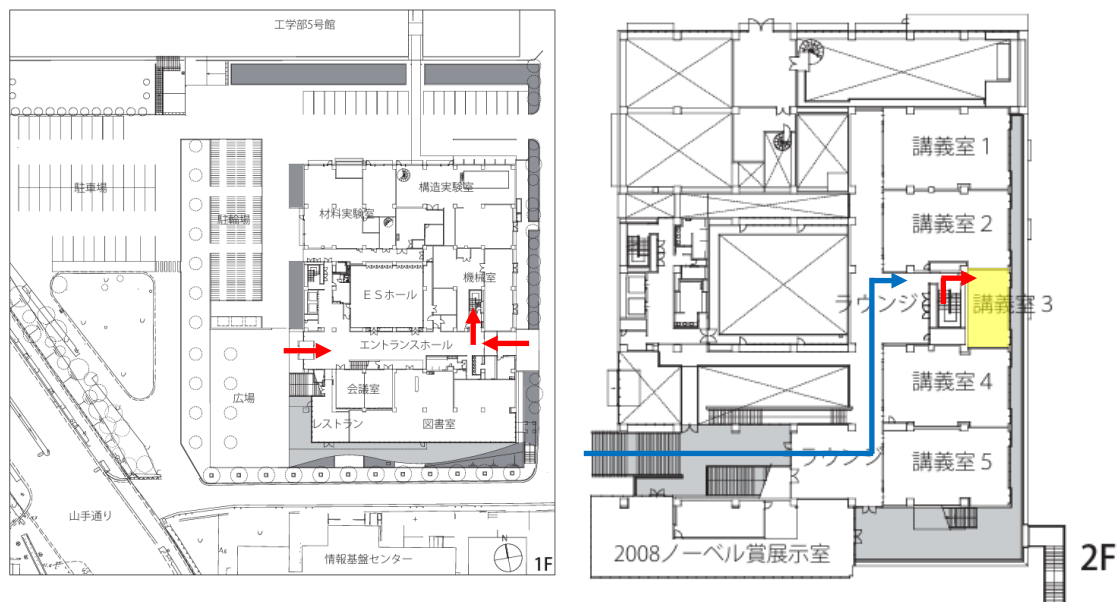 工学部5号館
構造実験室
駐車場
材料実験室
駐輪場
機械室
ESホール
エントランスホール
会議室
広場
レストラン
図書室
山手通り
情報基盤センター
N
1F
講義室1
講義室2
ラウンジ
講義室3
講義室4
ラウンジ
講義室5
2008ノーベル賞展示室
2F